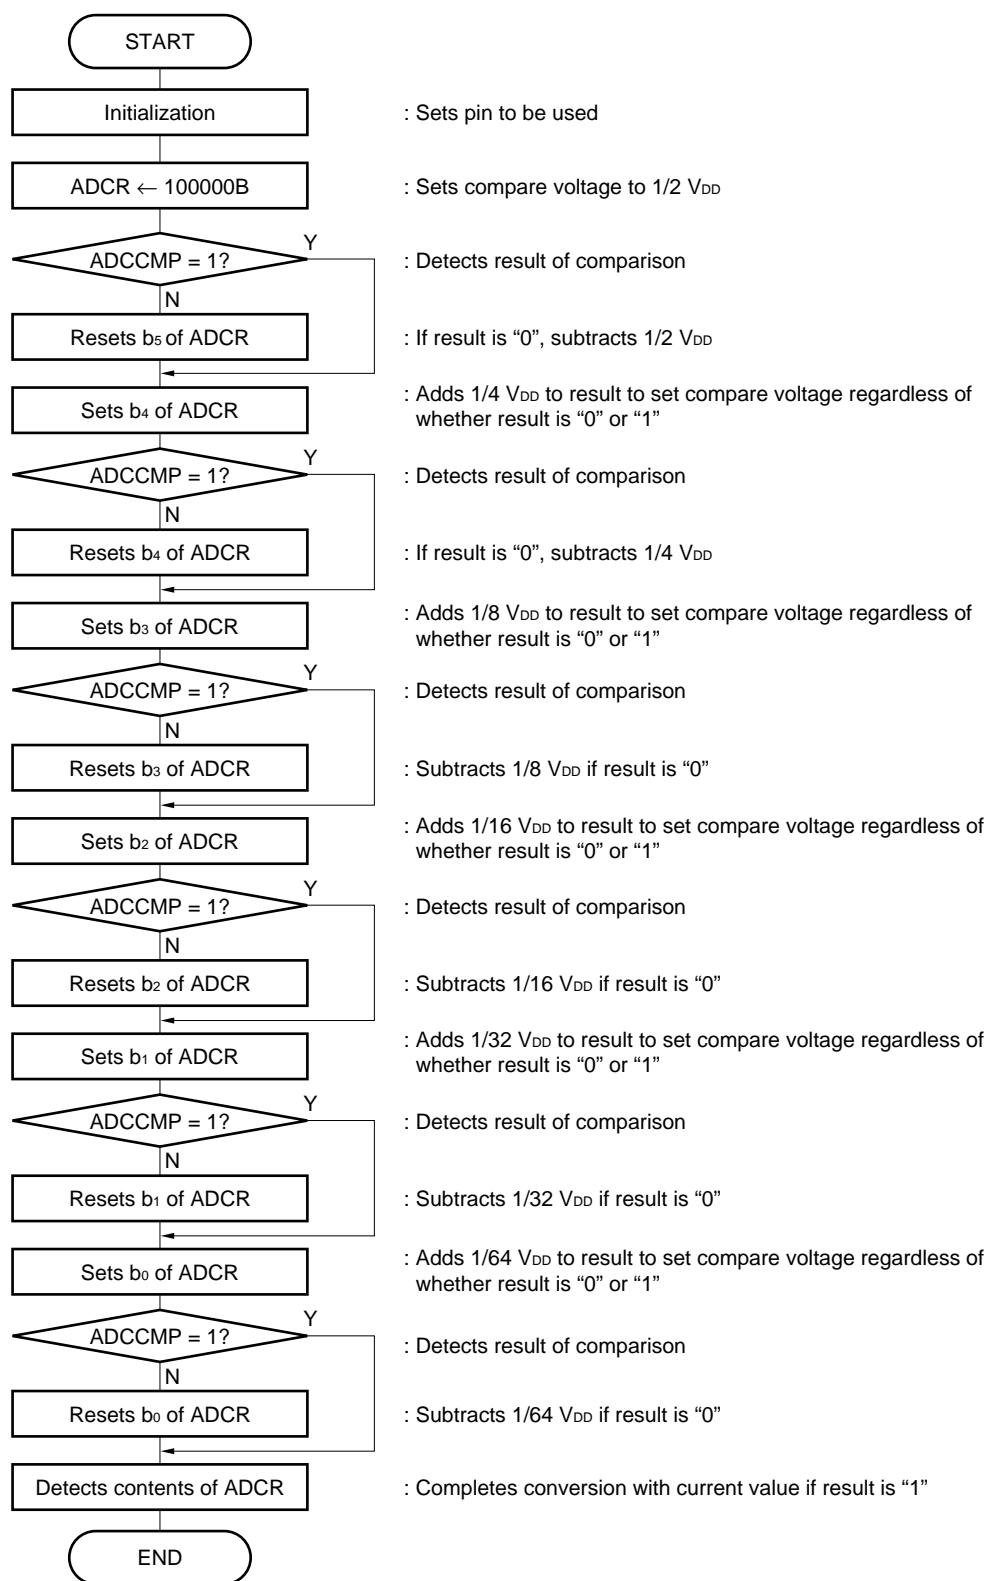 START
Initialization : Sets pin to be used
ADCR ← 100000B : Sets compare voltage to 1/2 VDD
Y
ADCCMP = 1? : Detects result of comparison
N
Resets b5 of ADCR : If result is “0”, subtracts 1/2 VDD
: Adds 1/4 VDD to result to set compare voltage regardless of
Sets b4 of ADCR
whether result is “0” or “1”
Y
ADCCMP = 1? : Detects result of comparison
N
Resets b4 of ADCR : If result is “0”, subtracts 1/4 VDD
: Adds 1/8 VDD to result to set compare voltage regardless of
Sets b3 of ADCR
whether result is “0” or “1”
Y
ADCCMP = 1? : Detects result of comparison
N
Resets b3 of ADCR : Subtracts 1/8 VDD if result is “0”
: Adds 1/16 VDD to result to set compare voltage regardless of
Sets b2 of ADCR
whether result is “0” or “1”
Y
ADCCMP = 1? : Detects result of comparison
N
Resets b2 of ADCR : Subtracts 1/16 VDD if result is “0”
: Adds 1/32 VDD to result to set compare voltage regardless of
Sets b1 of ADCR
whether result is “0” or “1”
Y
ADCCMP = 1? : Detects result of comparison
N
Resets b1 of ADCR : Subtracts 1/32 VDD if result is “0”
: Adds 1/64 VDD to result to set compare voltage regardless of
Sets b0 of ADCR
whether result is “0” or “1”
Y
ADCCMP = 1? : Detects result of comparison
N
Resets b0 of ADCR : Subtracts 1/64 VDD if result is “0”
Detects contents of ADCR : Completes conversion with current value if result is “1”
END